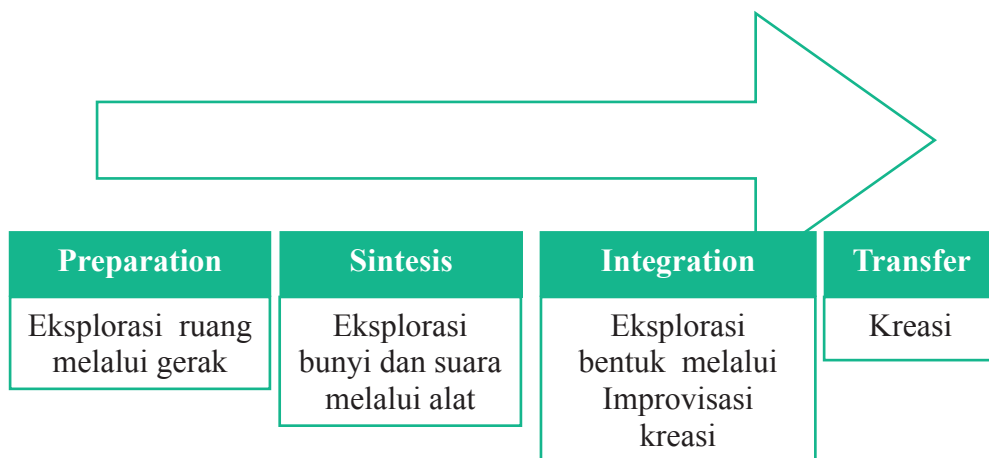 Preparation
Eksplorasi ruang
melalui gerak
Sintesis
Eksplorasi
bunyi dan suara
melalui alat
Integration
Eksplorasi
bentuk melalui
Improvisasi
kreasi
Transfer
Kreasi